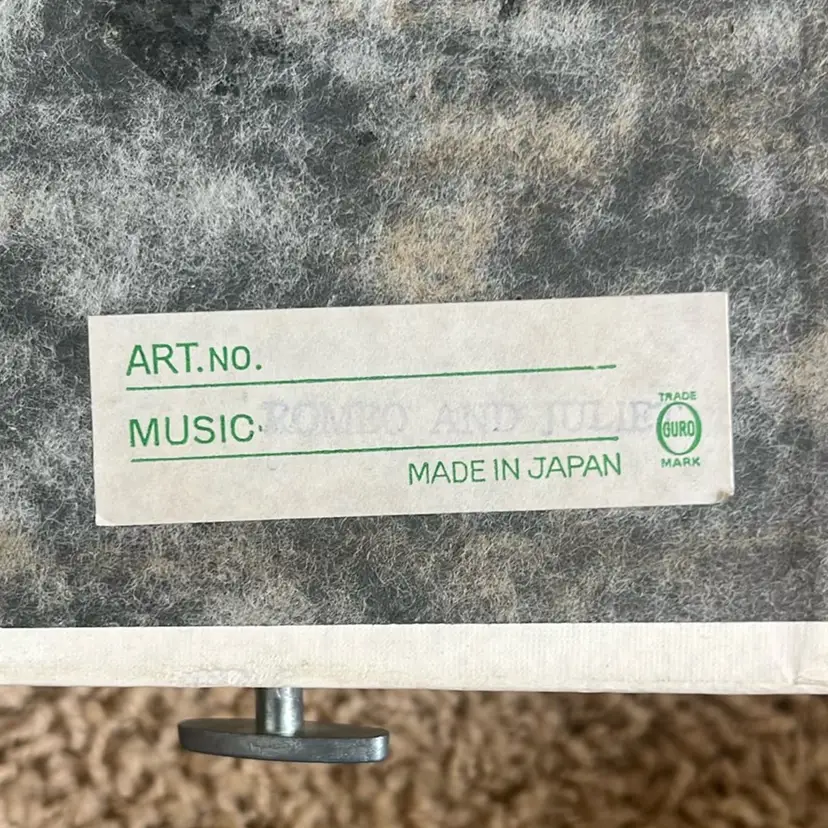 ART.NO.
MUSIC. ROMEO AND JULIE
MADE IN JAPAN
TRADE
GURO
MARK